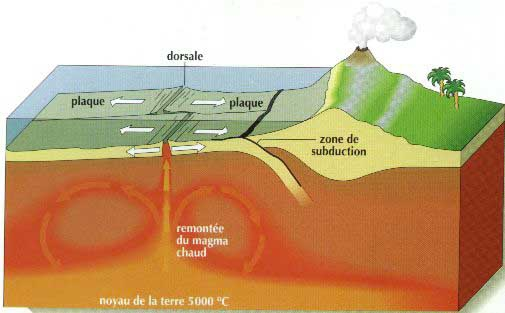 dorsale
plaque
plaque
zone de
subduction
remontée
du magma
chaud
noyau de la terre 5000 °C